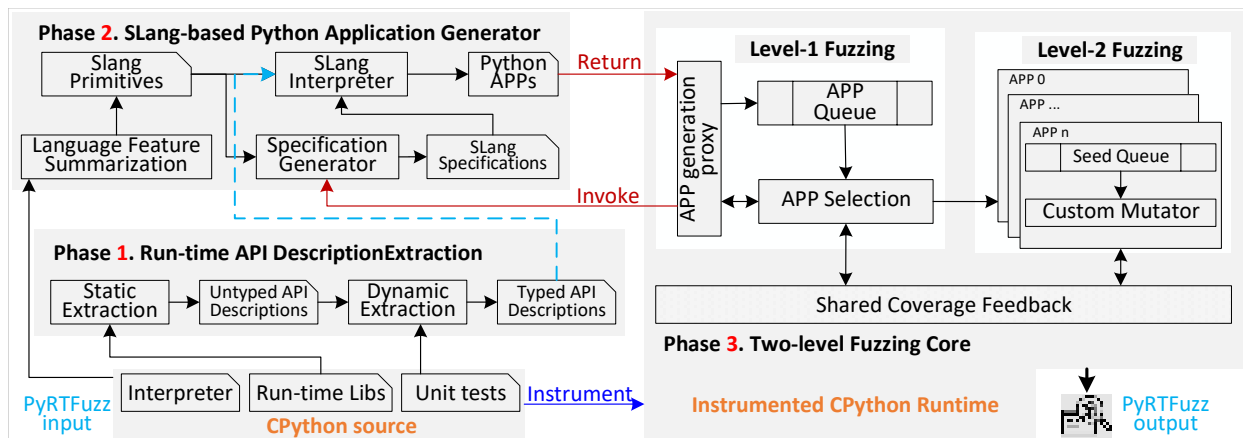 Phase 2. SLang-based Python Application Generator
Slang
Primitives
SLang
Interpreter
Python
APPs
Language Feature
Summarization
Specification
Generator
SLang
Specifications
Return
Invoke
Phase 1. Run-time API DescriptionExtraction
Static
Extraction
Untyped API
Descriptions
Dynamic
Extraction
Typed API
Descriptions
Interpreter
Run-time Libs
Unit tests
CPython source
PyRTFuzz
input
Instrument
Level-1 Fuzzing
APP generation
proxy
APP
Queue
APP Selection
Level-2 Fuzzing
APP 0
APP ...
APP n
Seed Queue
Custom Mutator
Shared Coverage Feedback
Phase 3. Two-level Fuzzing Core
Instrumented CPython Runtime
PyRTFuzz
output